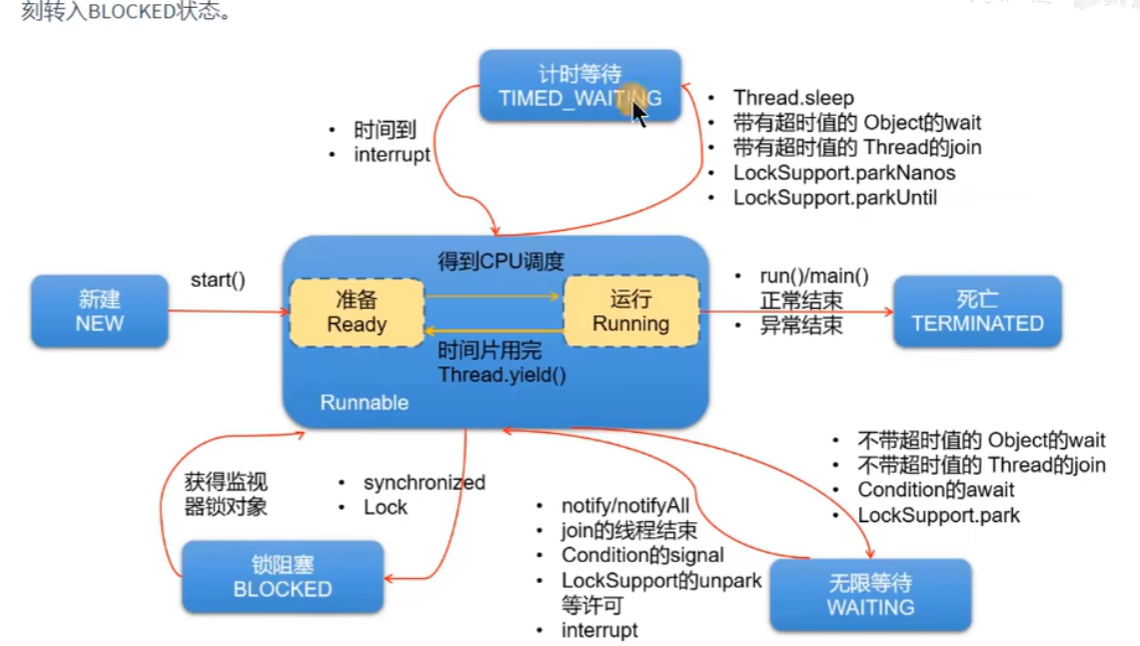 刻转入BLOCKED状态。
计时等待
TIMED_WAITING
• 时间到
• interrupt
• Thread.sleep
• 带有超时值的 Object的wait
• 带有超时值的 Thread的join
• LockSupport.parkNanos
• LockSupport.parkUntil
新建
NEW
start()
得到CPU调度
准备
Ready
运行
Running
时间片用完
Thread.yield()
Runnable
• run()/main()
正常结束
• 异常结束
死亡
TERMINATED
获得监视
器锁对象
• synchronized
• Lock
锁阻塞
BLOCKED
• notify/notifyAll
• join的线程结束
• Condition的signal
• LockSupport的unpark
等许可
• interrupt
• 不带超时值的 Object的wait
• 不带超时值的 Thread的join
• Condition的await
• LockSupport.park
无限等待
WAITING